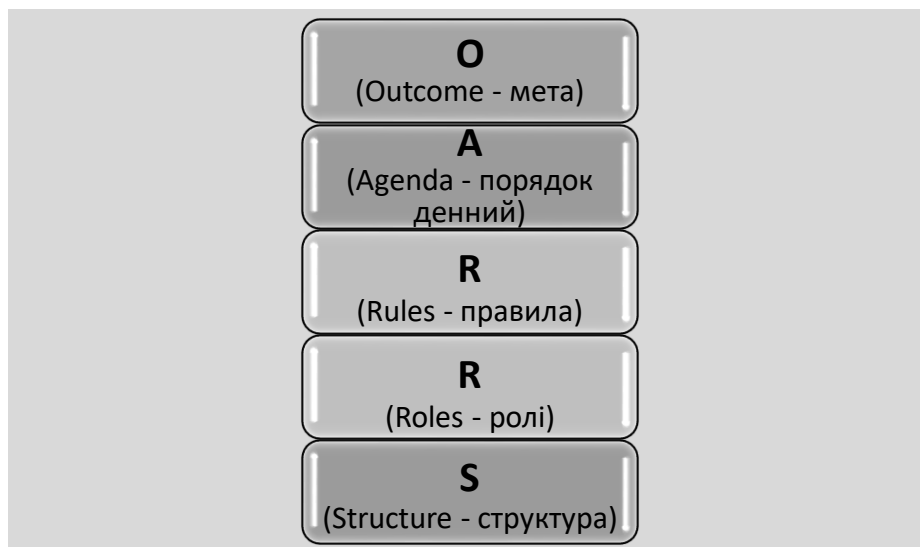 O
(Outcome - мета)
A
(Agenda - порядок
денний)
R
(Rules - правила)
R
(Roles - ролі)
S
(Structure - структура)